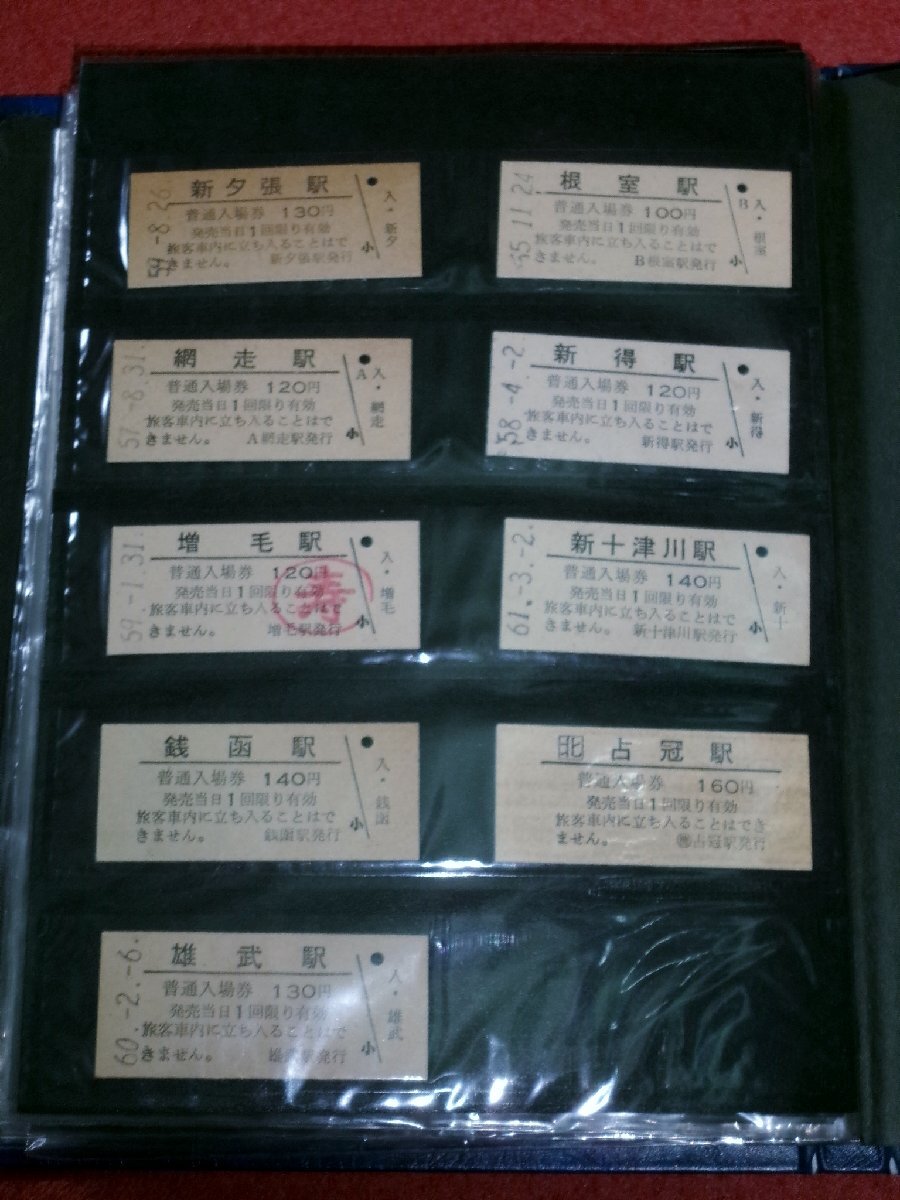 新夕張駅
普通入場券 130円
発売当日1回限り有効
旅客車内に立ち入ることはで
きません。 新夕張駅発行
小
入・新夕
-8.26.
根室駅
普通入場券 100円
発売当日1回限り有効
旅客車内に立ち入ることはで
きません。 B根室駅発行
小
B
入・根室
55.11.24
網走駅
普通入場券 120円
発売当日1回限り有効
旅客車内に立ち入ることはで
きません。 A網走駅発行
小
A
入・網走
57.-8.31.
新得駅
普通入場券 120円
発売当日1回限り有効
旅客車内に立ち入ることはで
きません。 新得駅発行
小
入・新得
58.-4.-2
増毛駅
普通入場券 120円
発売当日1回限り有効
旅客車内に立ち入ることはで
きません。 増毛駅発行
小
入・増毛
59.-1.31.
寿
新十津川駅
普通入場券 140円
発売当日1回限り有効
旅客車内に立ち入ることはで
きません。 新十津川駅発行
小
入・新十
61.-3.-2.
銭函駅
普通入場券 140円
発売当日1回限り有効
旅客車内に立ち入ることはで
きません。 銭函駅発行
小
入・銭函
北 占冠駅
普通入場券 160円
発売当日1回限り有効
旅客車内に立ち入ることはでき
ません。 占冠駅発行
雄武駅
普通入場券 130円
発売当日1回限り有効
旅客車内に立ち入ることはで
きません。 雄武駅発行
小
入・雄武
60.-2.-6.